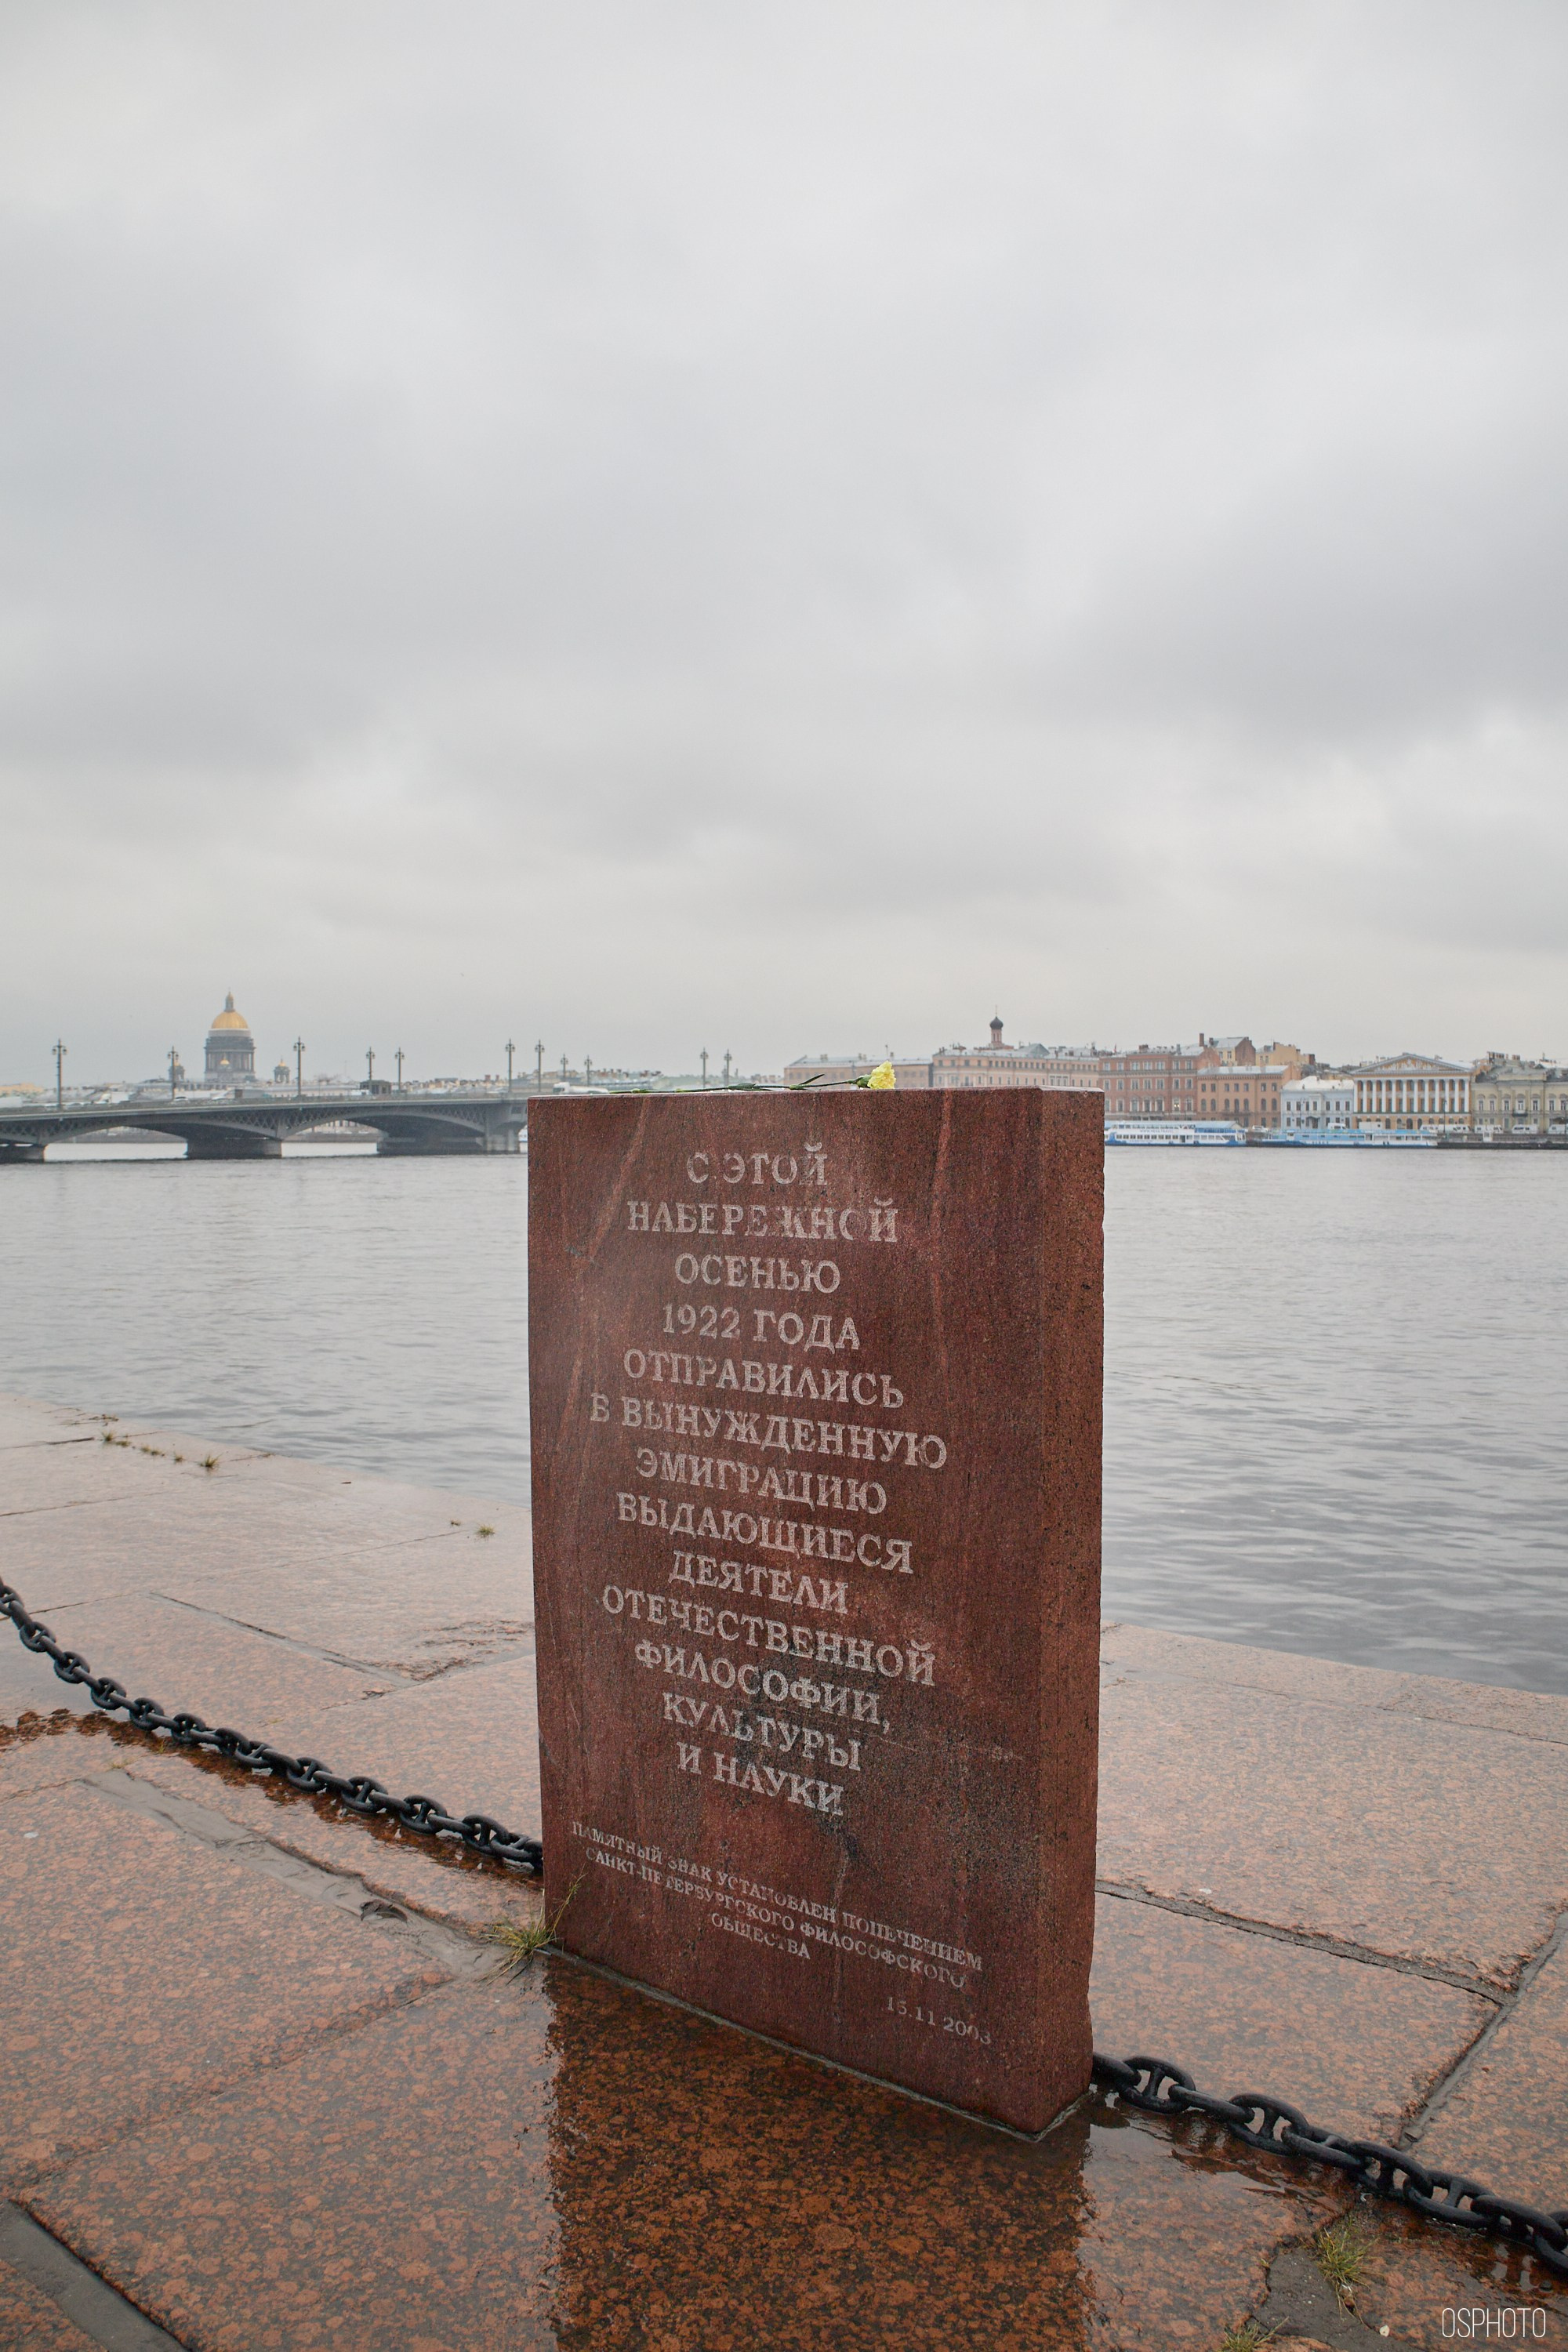 С ЭТОЙ
НАБЕРЕЖНОЙ
ОСЕНЬЮ
1922 ГОДА
ОТПРАВИЛИСЬ
В ВЫНУЖДЕННУЮ
ЭМИГРАЦИЮ
ВЫДАЮЩИЕСЯ
ДЕЯТЕЛИ
ОТЕЧЕСТВЕННОЙ
ФИЛОСОФИИ,
КУЛЬТУРЫ
И НАУКИ
ПАМЯТНЫЙ ЗНАК УСТАНОВЛЕН ПОПЕЧЕНИЕМ
САНКТ-ПЕТЕРБУРГСКОГО ФИЛОСОФСКОГО
ОБЩЕСТВА
15.11 2003
OSPHOTO